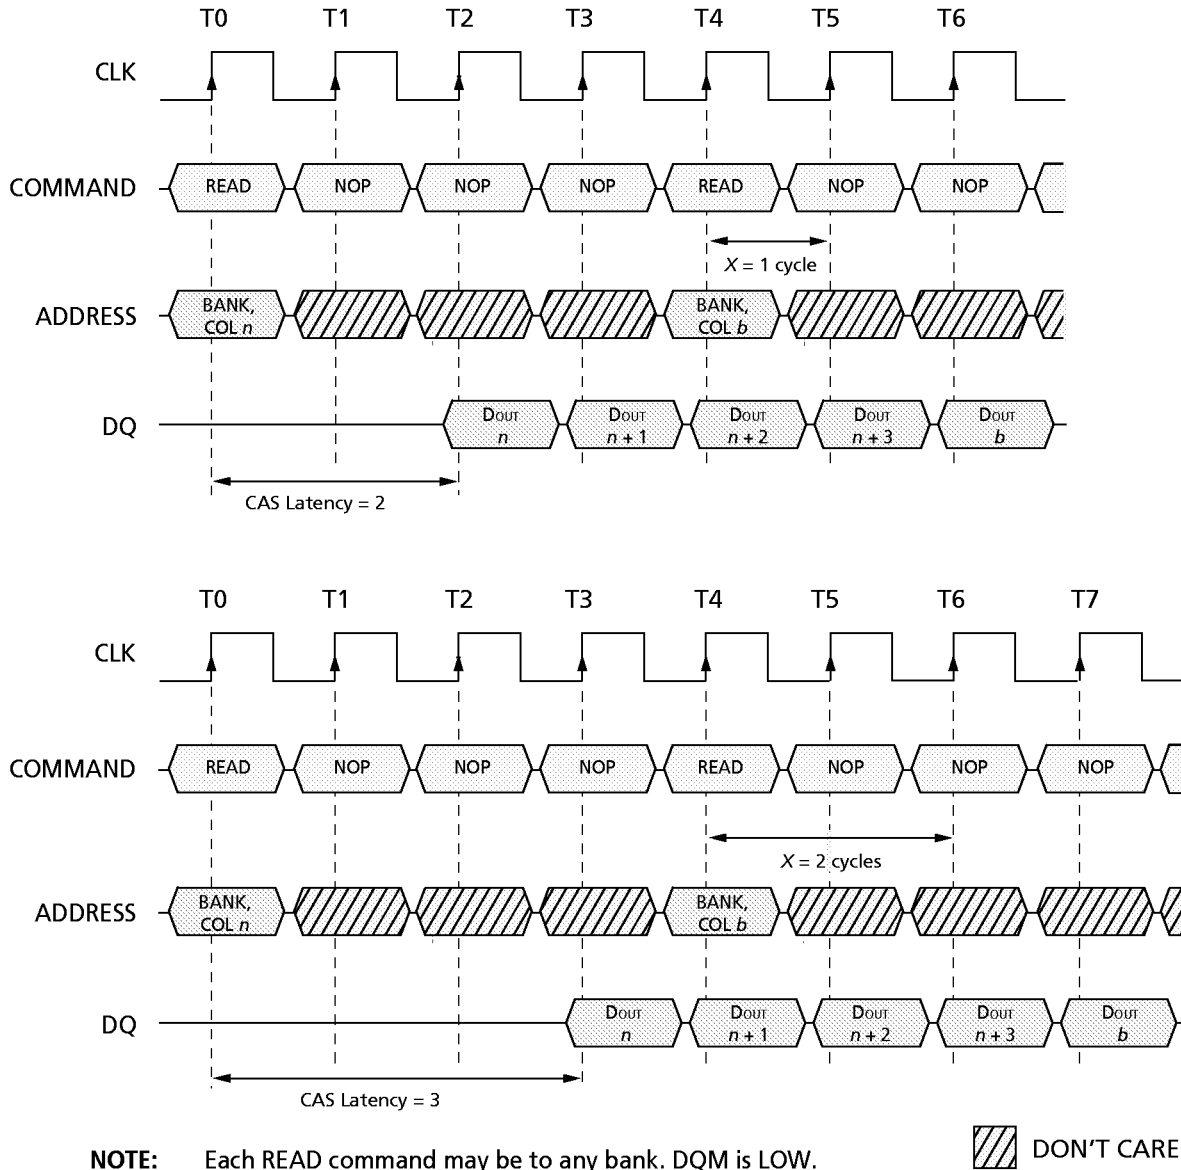 T0 T1 T2 T3 T4 T5 T6
CLK
COMMAND READ NOP NOP NOP READ NOP NOP
X = 1 cycle
ADDRESS BANK, COL n BANK, COL b
DQ DOUT n DOUT n + 1 DOUT n + 2 DOUT n + 3 DOUT b
CAS Latency = 2
T0 T1 T2 T3 T4 T5 T6 T7
CLK
COMMAND READ NOP NOP NOP READ NOP NOP NOP
X = 2 cycles
ADDRESS BANK, COL n BANK, COL b
DQ DOUT n DOUT n + 1 DOUT n + 2 DOUT n + 3 DOUT b
CAS Latency = 3
NOTE: Each READ command may be to any bank. DQM is LOW.
DON'T CARE